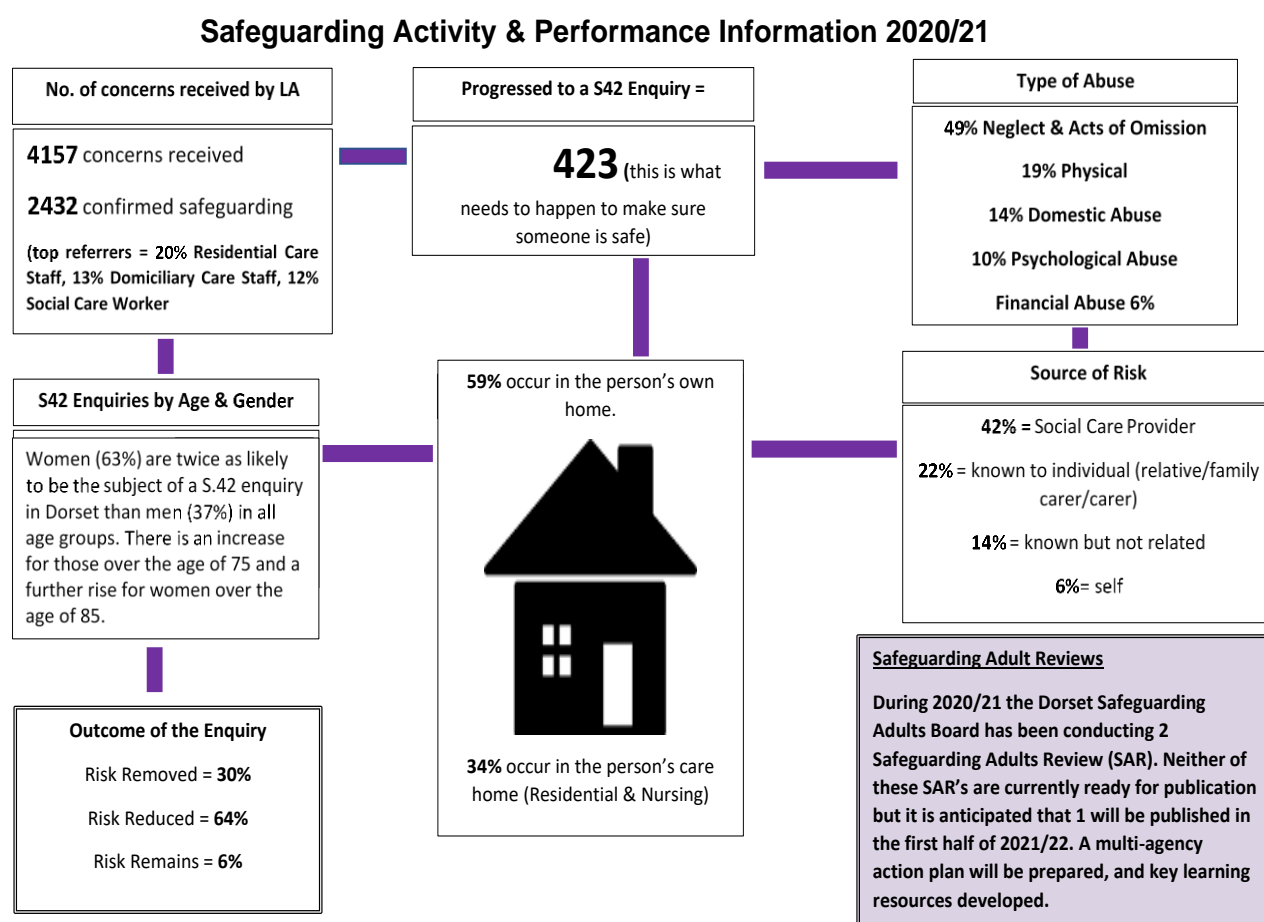 Safeguarding Activity & Performance Information 2020/21
No. of concerns received by LA
4157 concerns received
2432 confirmed safeguarding
(top referrers = 20% Residential Care
Staff, 13% Domiciliary Care Staff, 12%
Social Care Worker
Progressed to a S42 Enquiry =
423 (this is what
needs to happen to make sure
someone is safe)
Type of Abuse
49% Neglect & Acts of Omission
19% Physical
14% Domestic Abuse
10% Psychological Abuse
Financial Abuse 6%
S42 Enquiries by Age & Gender
Women (63%) are twice as likely
to be the subject of a S.42 enquiry
in Dorset than men (37%) in all
age groups. There is an increase
for those over the age of 75 and a
further rise for women over the
age of 85.
59% occur in the person's own
home.
34% occur in the person's care
home (Residential & Nursing)
Source of Risk
42% = Social Care Provider
22% = known to individual (relative/family
carer/carer)
14% = known but not related
6%= self
Outcome of the Enquiry
Risk Removed = 30%
Risk Reduced = 64%
Risk Remains = 6%
Safeguarding Adult Reviews
During 2020/21 the Dorset Safeguarding
Adults Board has been conducting 2
Safeguarding Adults Review (SAR). Neither of
these SAR's are currently ready for publication
but it is anticipated that 1 will be published in
the first half of 2021/22. A multi-agency
action plan will be prepared, and key learning
resources developed.